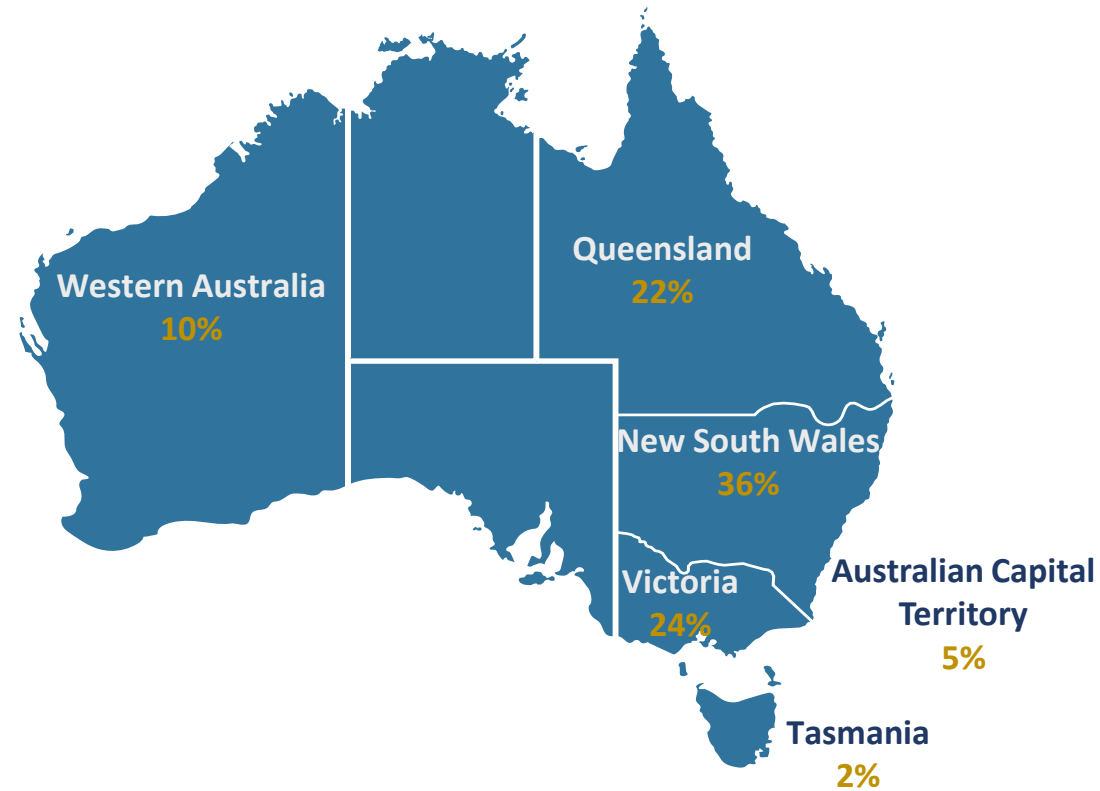 Queensland
22%
Western Australia
10%
New South Wales
36%
Victoria
24%
Australian Capital
Territory
5%
Tasmania
2%